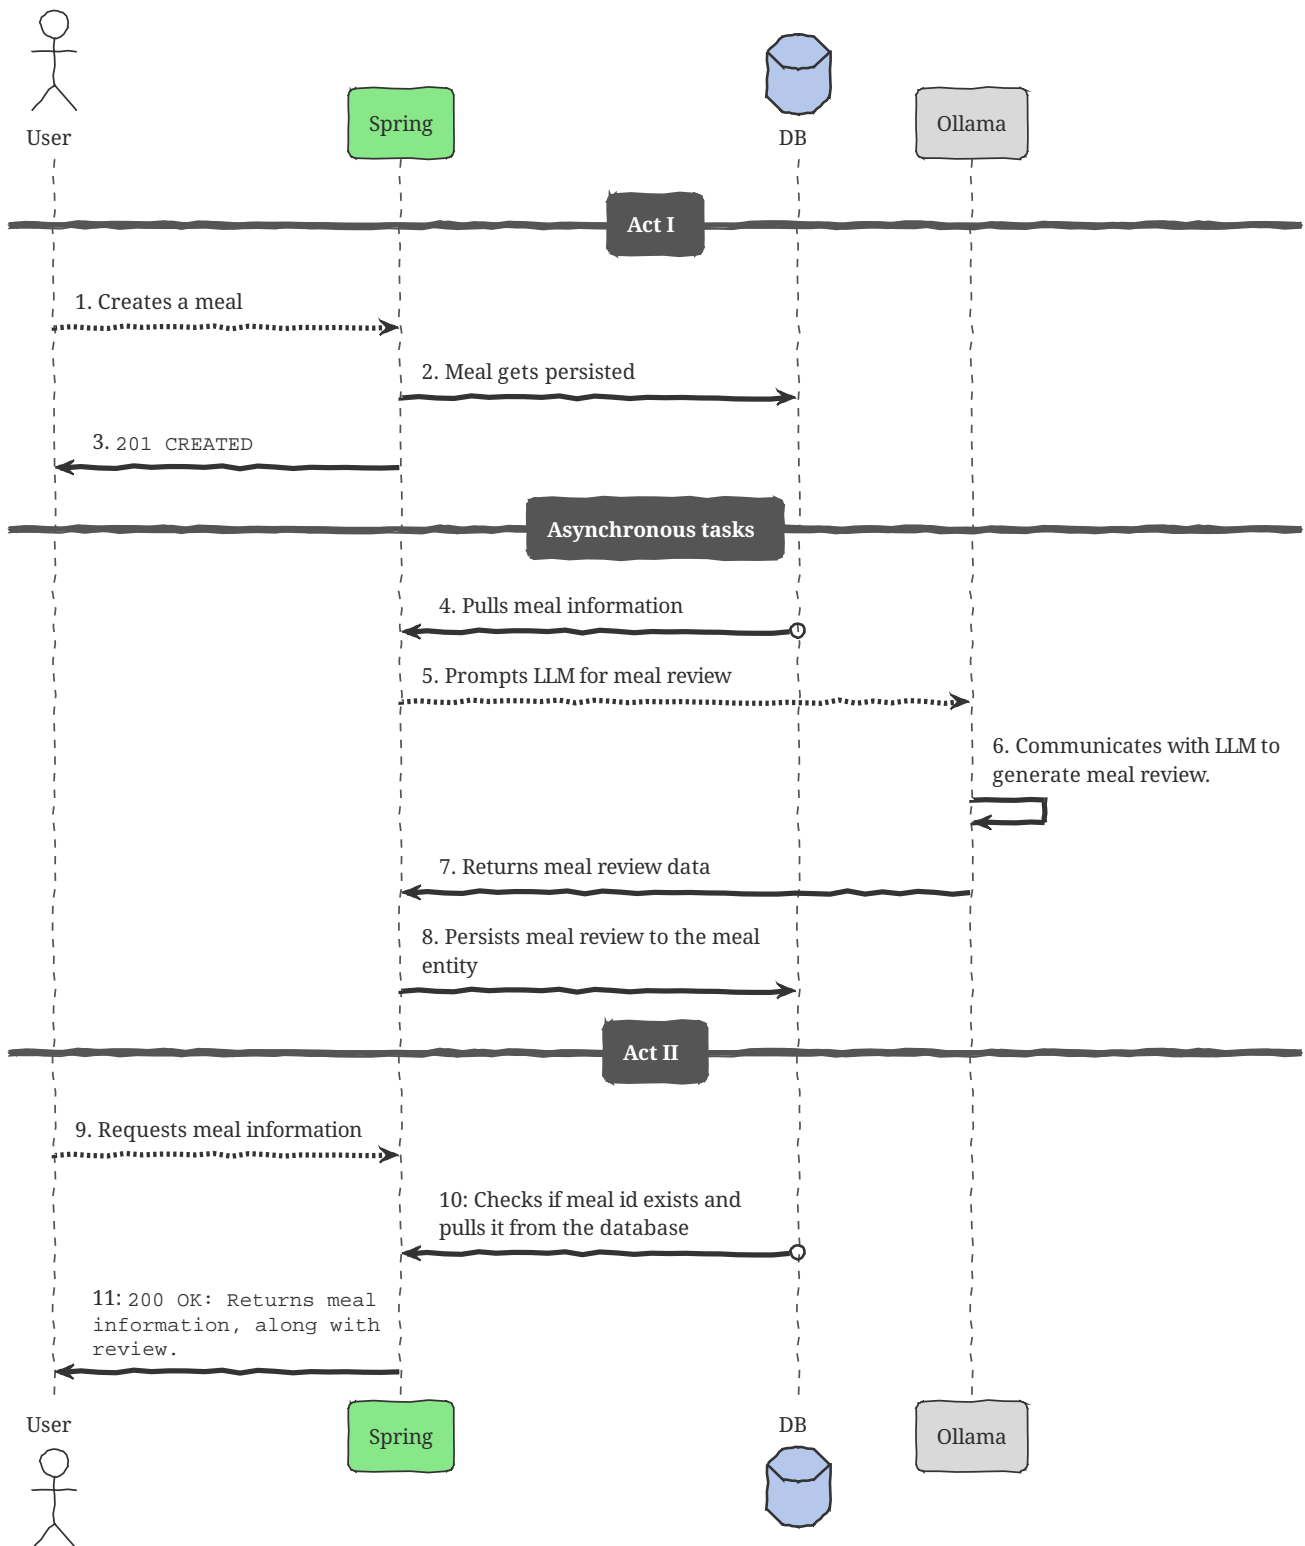 User
Spring
DB
Ollama
Act I
1. Creates a meal
2. Meal gets persisted
3. 201 CREATED
Asynchronous tasks
4. Pulls meal information
5. Prompts LLM for meal review
6. Communicates with LLM to
generate meal review.
7. Returns meal review data
8. Persists meal review to the meal
entity
Act II
9. Requests meal information
10: Checks if meal id exists and
pulls it from the database
11: 200 OK: Returns meal
information, along with
review.
User
Spring
DB
Ollama